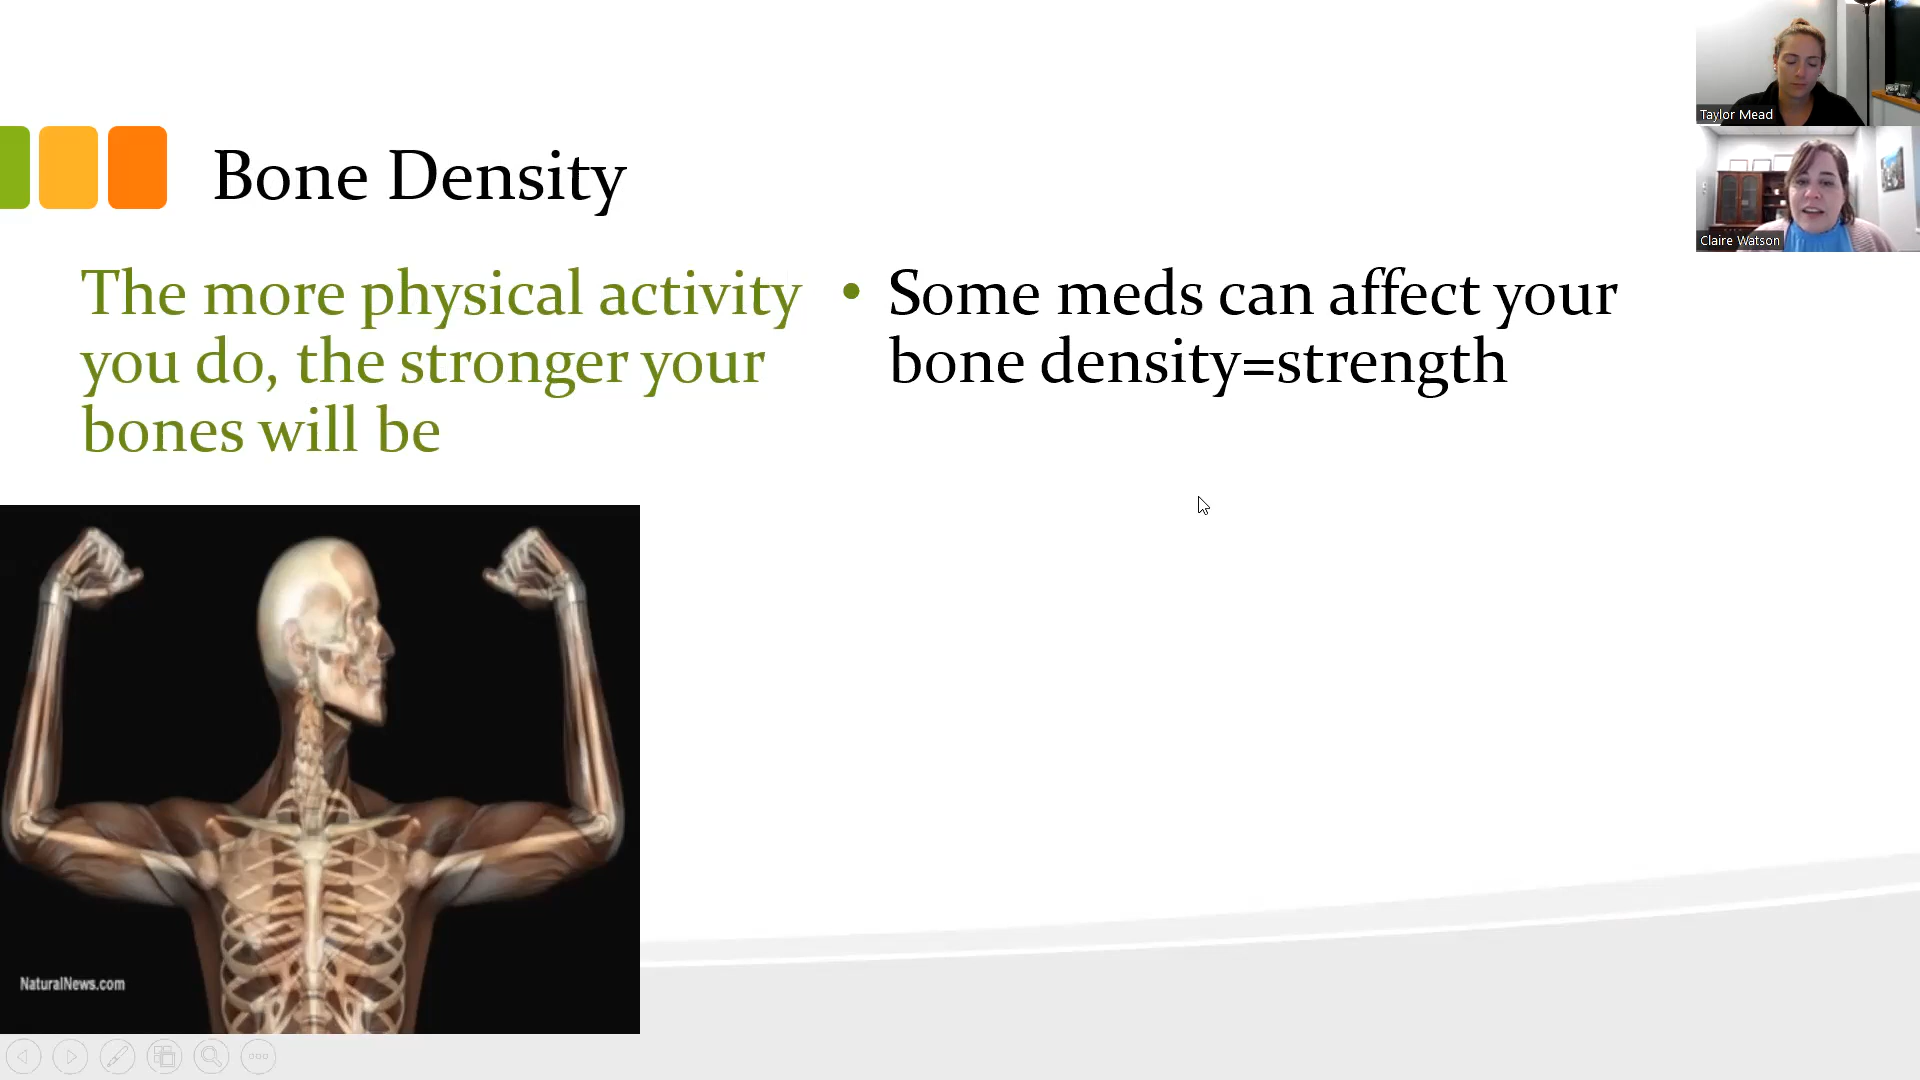 Bone Density
The more physical activity
you do, the stronger your
bones will be
• Some meds can affect your
bone density=strength
NaturalNews.com
Taylor Mead
Claire Watson